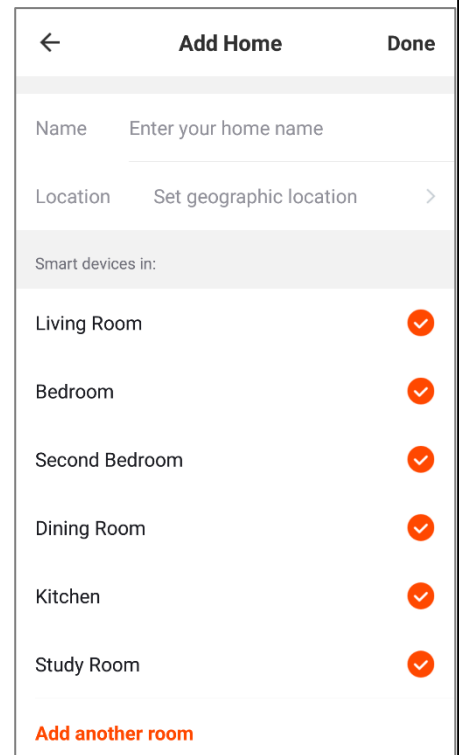 Add Home Done
Name Enter your home name
Location Set geographic location
Smart devices in:
Living Room
Bedroom
Second Bedroom
Dining Room
Kitchen
Study Room
Add another room